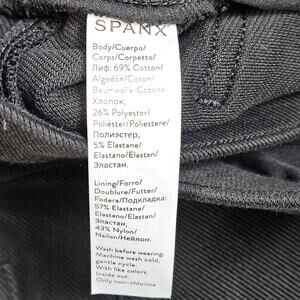 SPANX
Body/Cuerpo/
Corps/Corpetto/
Лиф: 69% Cotton/
Algodón/Coton/
Baumwolle/Cotone/
Хлопок,
26% Polyester/
Poliéster/Poliestere/
Полиэстер,
5% Elastane/
Elastano/Elastan/
Эластан.
Lining/Forro/
Doublure/Futter/
Fodera/Подкладка:
57% Elastane/
Elastano/Elastan/
Эластан,
43% Nylon/
Nailon/Нейлон.
Wash before wearing.
Machine wash cold,
gentle cycle.
With like colors.
Inside out.
Only non-chlorine